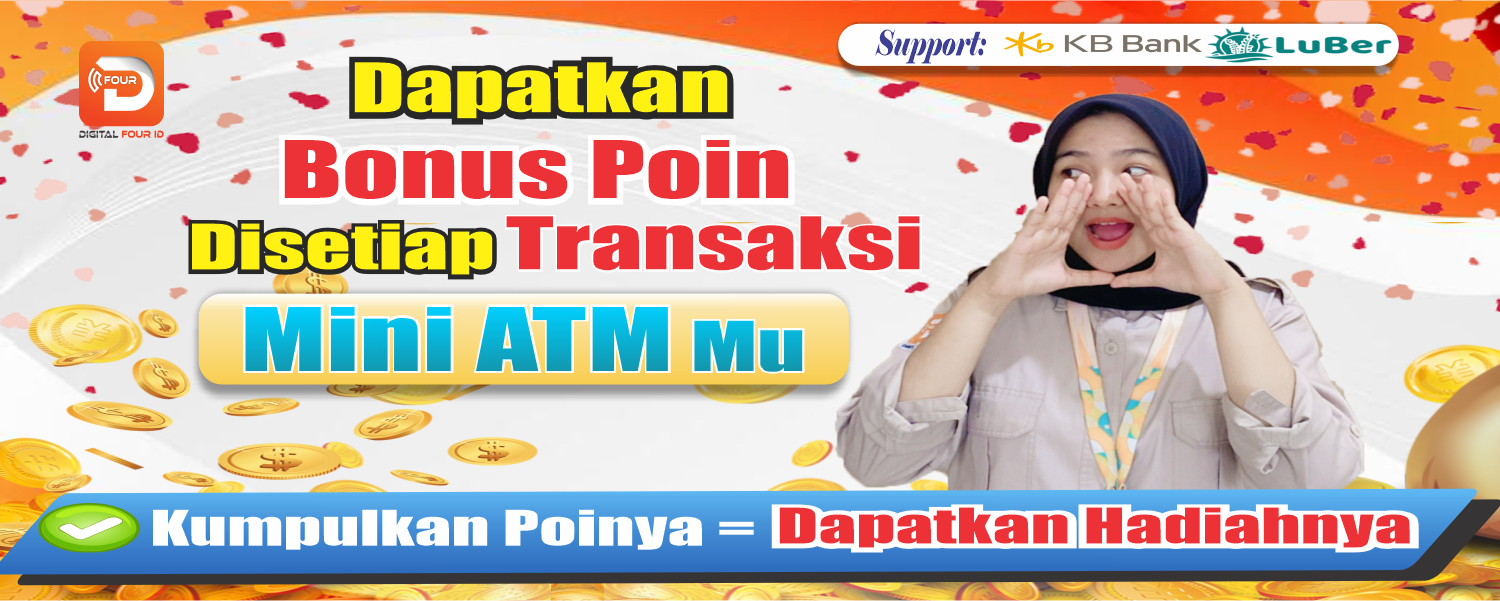 FOUR
DIGITAL FOUR ID
Support: Kb KB Bank LuBer
Dapatkan
Bonus Poin
Disetiap Transaksi
Mini ATM Mu
Kumpulkan Poinya = Dapatkan Hadiahnya